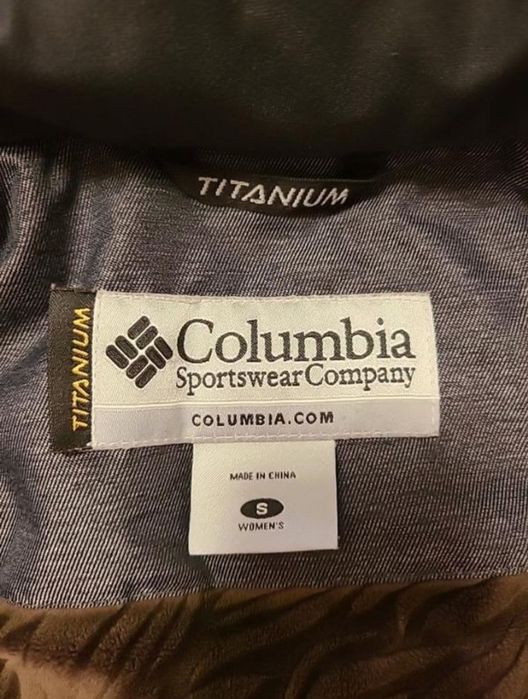 TITANIUM
TITANIUM
Columbia
Sportswear Company
COLUMBIA.COM
MADE IN CHINA
S
WOMEN'S